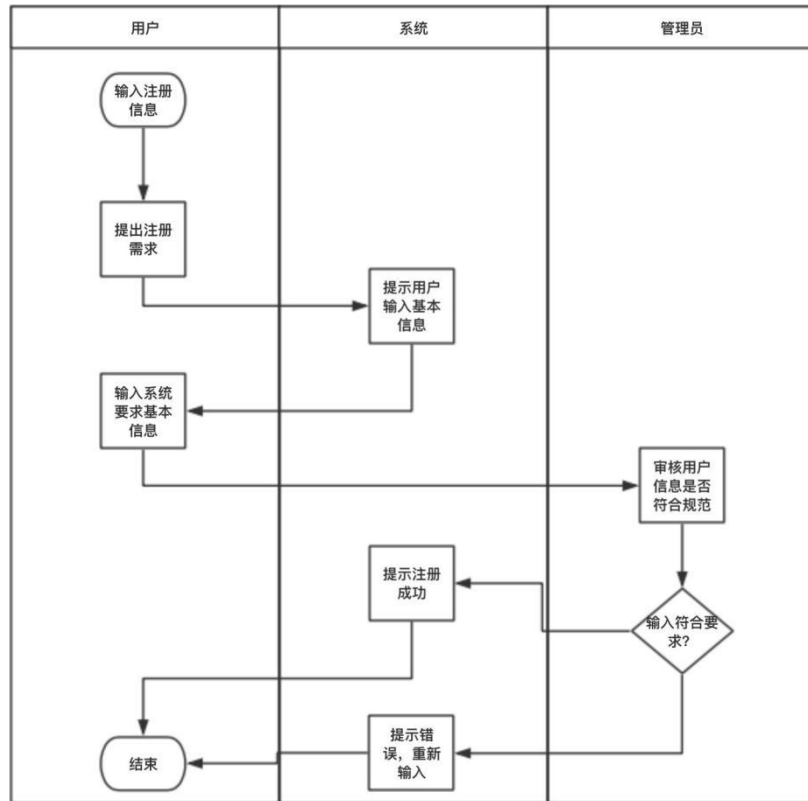 用户
系统
管理员
输入注册
信息
提出注册
需求
提示用户
输入基本
信息
输入系统
要求基本
信息
审核用户
信息是否
符合规范
提示注册
成功
输入符合要
求?
提示错
误，重新
输入
结束